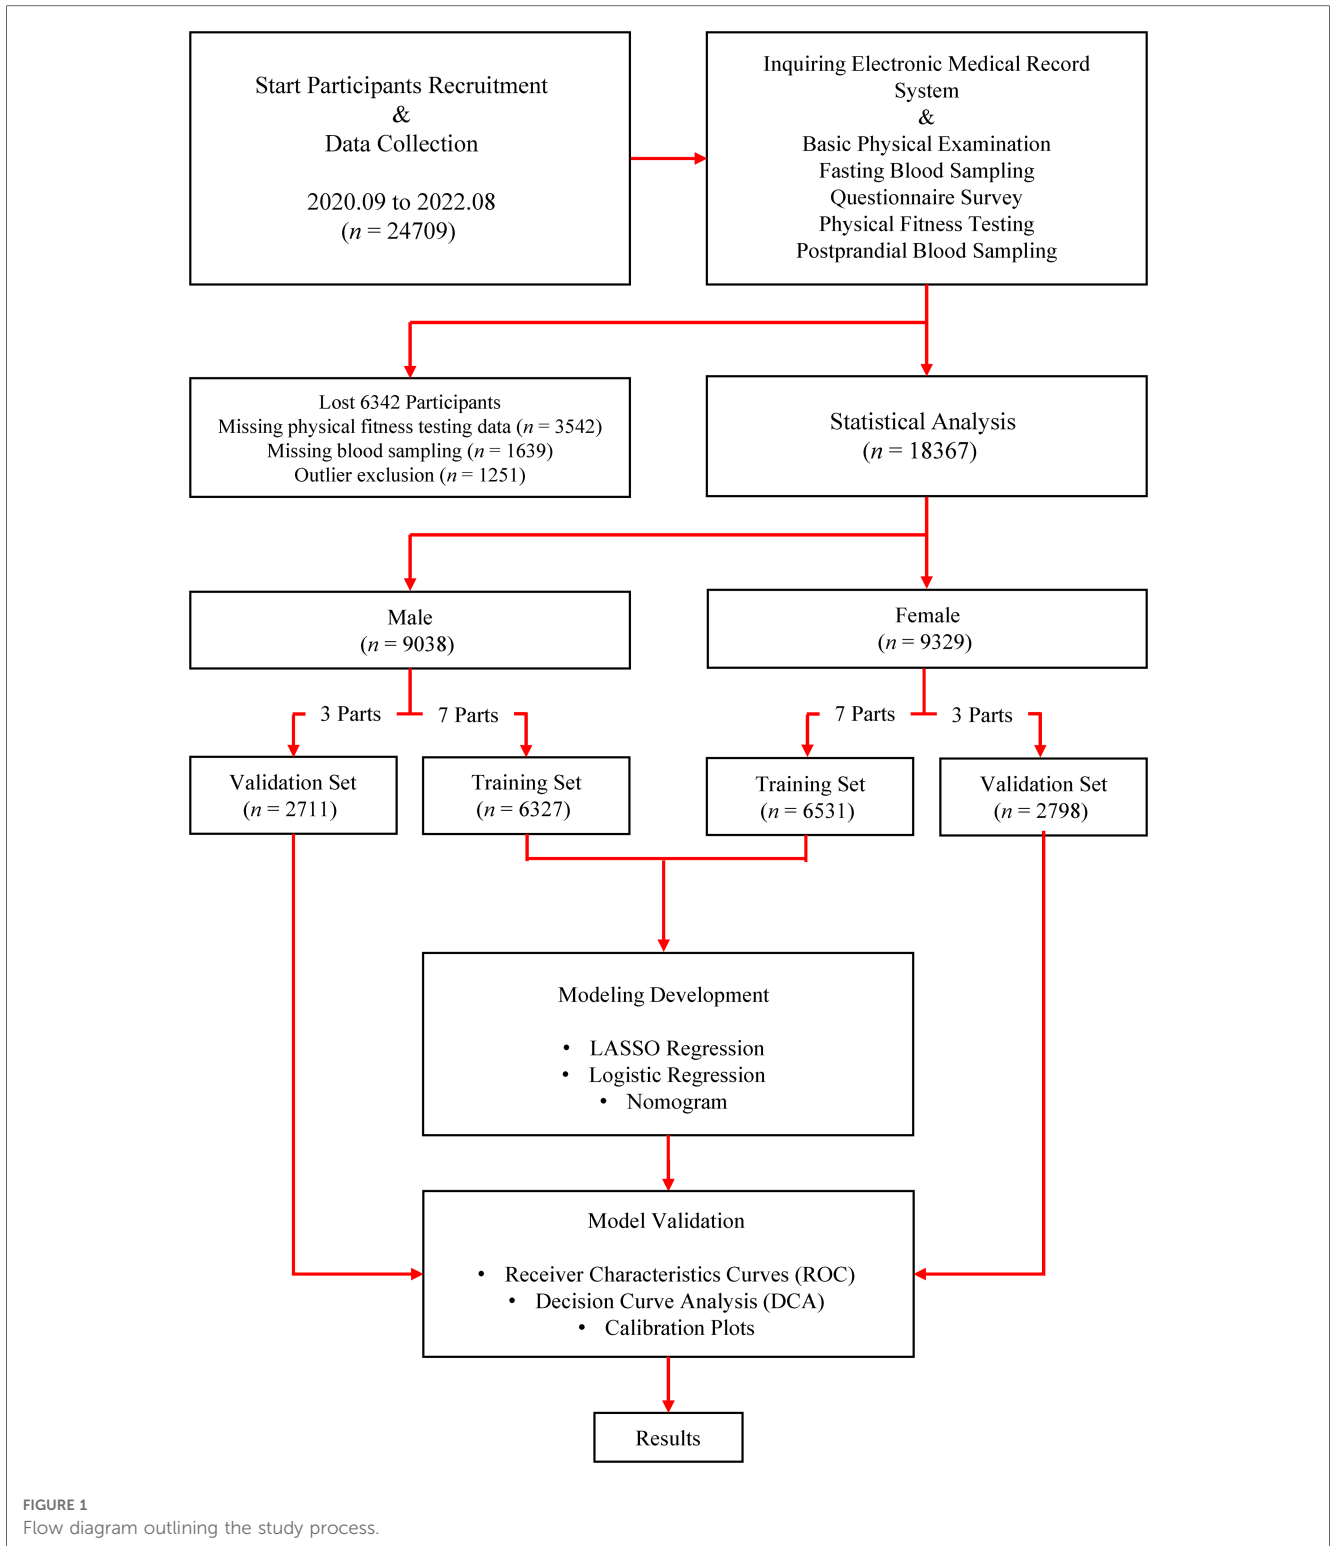 Start Participants Recruitment
&
Data Collection
2020.09 to 2022.08
(n = 24709)
Inquiring Electronic Medical Record
System
&
Basic Physical Examination
Fasting Blood Sampling
Questionnaire Survey
Physical Fitness Testing
Postprandial Blood Sampling
Lost 6342 Participants
Missing physical fitness testing data (n = 3542)
Missing blood sampling (n = 1639)
Outlier exclusion (n = 1251)
Statistical Analysis
(n = 18367)
Male
(n = 9038)
Female
(n = 9329)
3 Parts
7 Parts
7 Parts
3 Parts
Validation Set
(n = 2711)
Training Set
(n = 6327)
Training Set
(n = 6531)
Validation Set
(n = 2798)
Modeling Development
• LASSO Regression
• Logistic Regression
• Nomogram
Model Validation
• Receiver Characteristics Curves (ROC)
• Decision Curve Analysis (DCA)
• Calibration Plots
Results
FIGURE 1
Flow diagram outlining the study process.